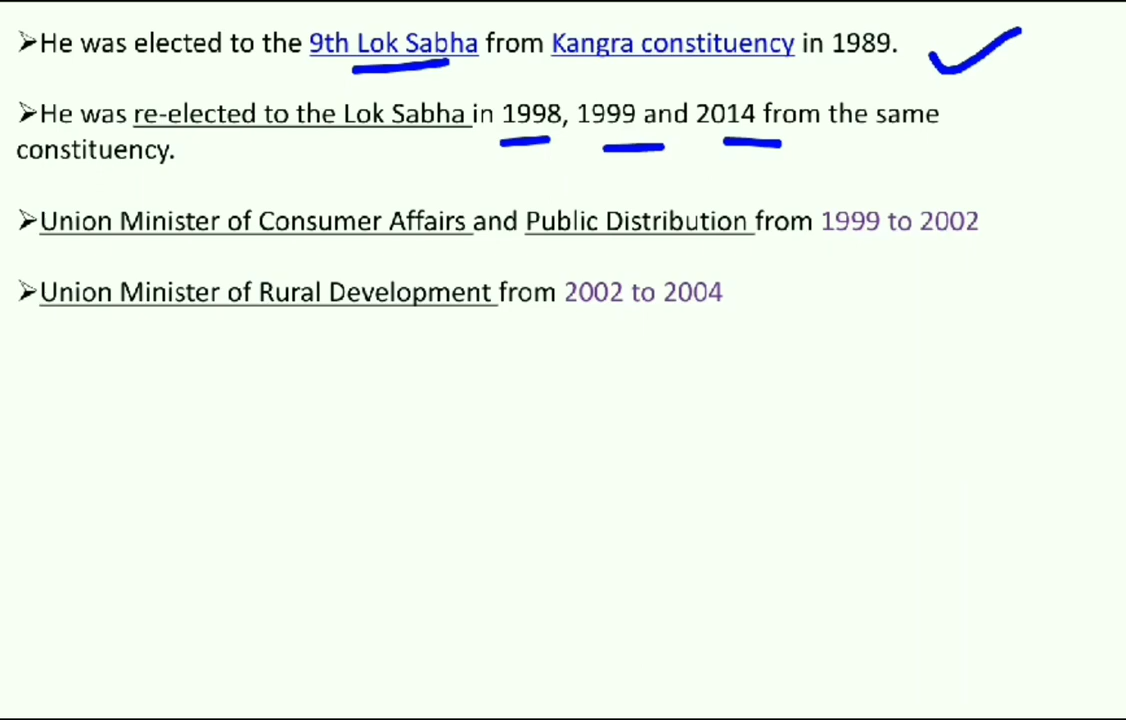 ➢He was elected to the 9th Lok Sabha from Kangra constituency in 1989.
➢He was re-elected to the Lok Sabha in 1998, 1999 and 2014 from the same
constituency.
➢Union Minister of Consumer Affairs and Public Distribution from 1999 to 2002
➢Union Minister of Rural Development from 2002 to 2004